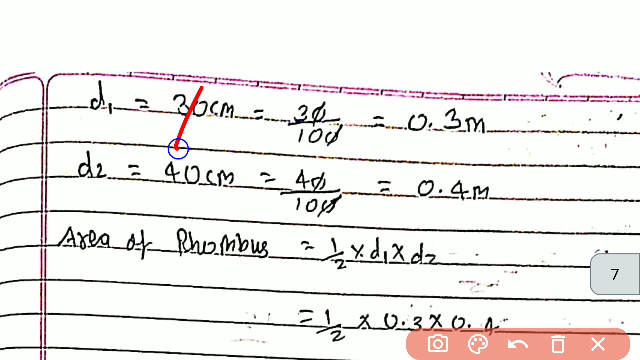 d₁ = 30cm = 30/100 = 0.3m
d2 = 40cm = 40/100 = 0.4m
Area of Rhombus = 1/2 x d₁ x d2
= 1/2 x 0.3 x 0.4
7